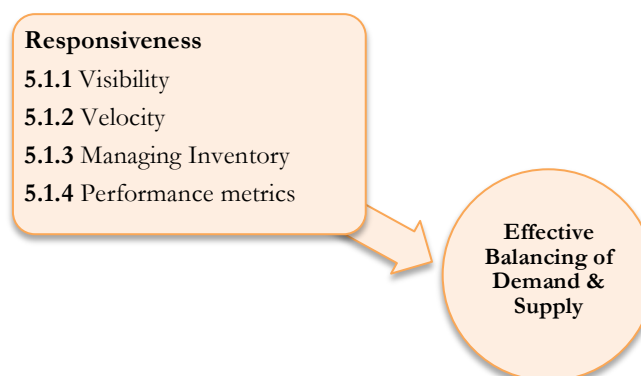 Responsiveness
5.1.1 Visibility
5.1.2 Velocity
5.1.3 Managing Inventory
5.1.4 Performance metrics
Effective
Balancing of
Demand &
Supply